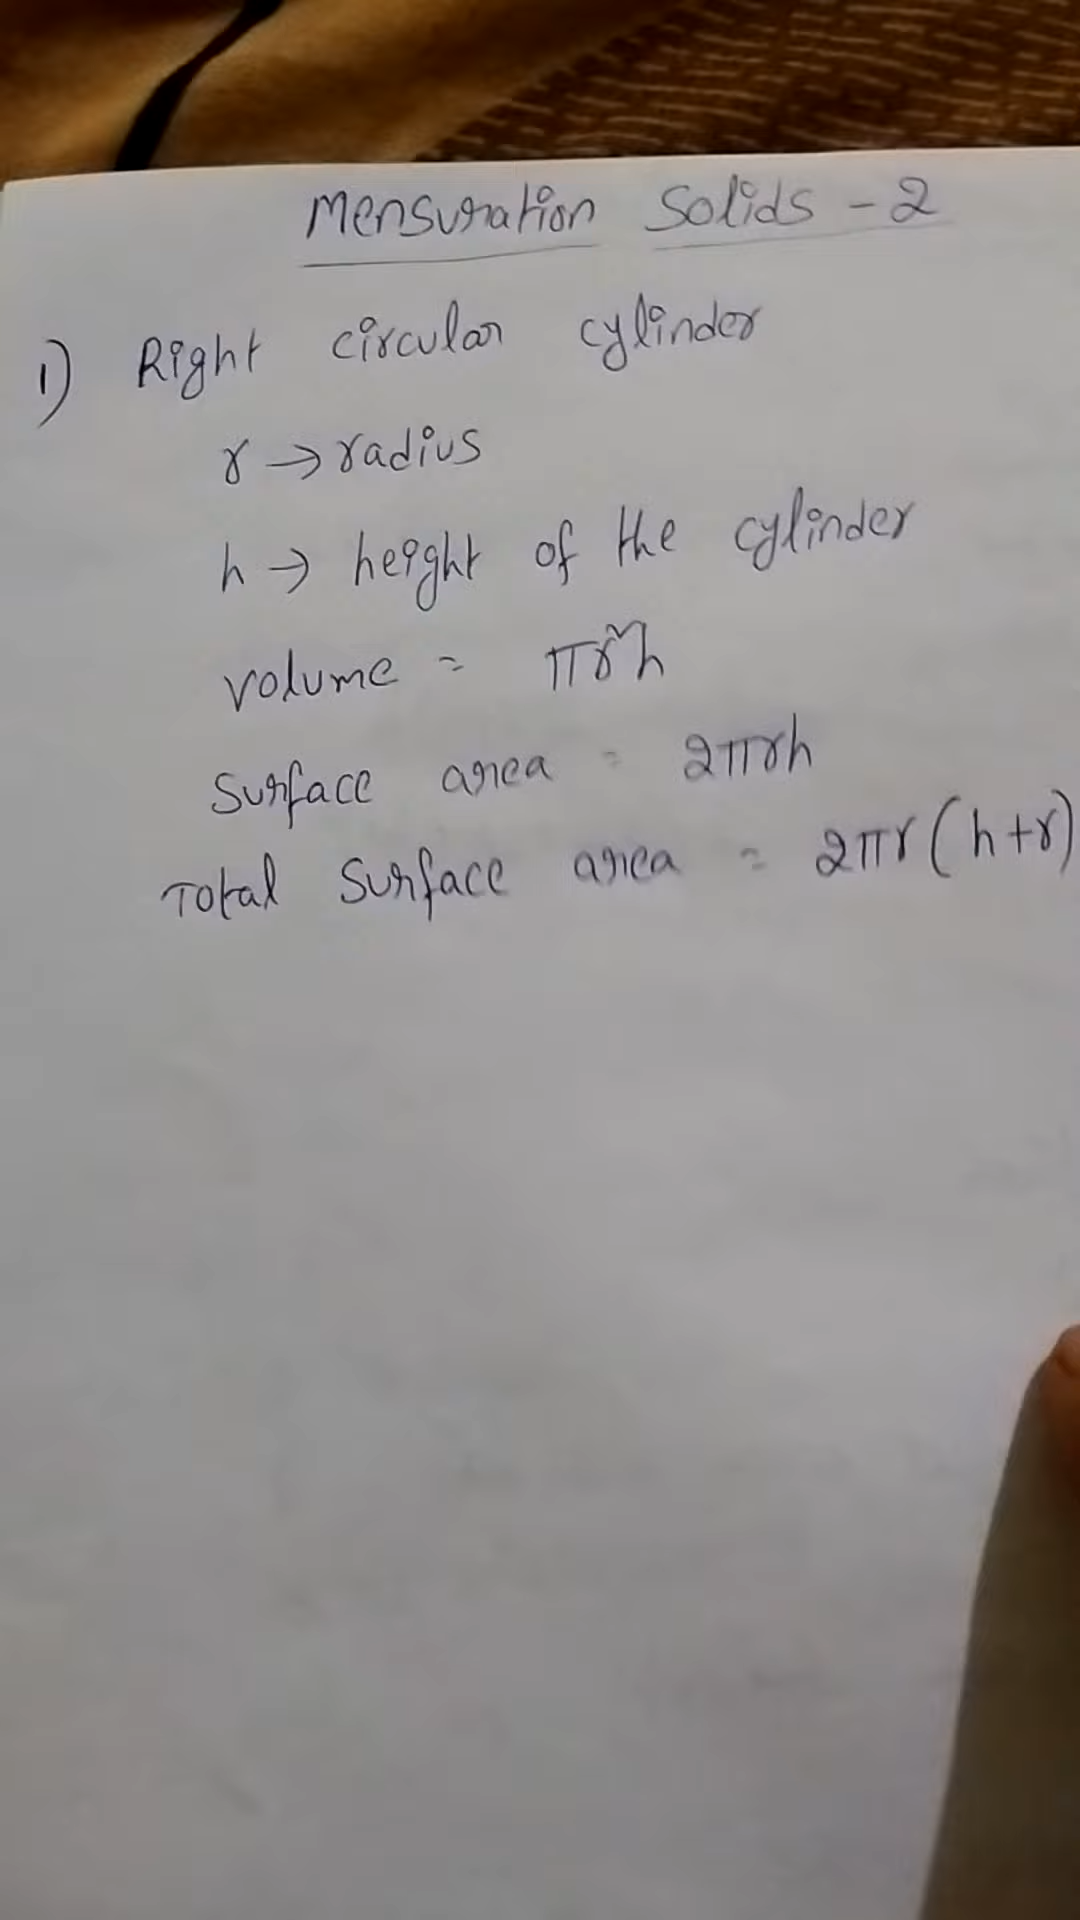 Mensuration Solids - 2
1) Right circular cylinder
r → radius
h → height of the cylinder
volume = πr²h
Surface area = 2πrh
Total Surface area = 2πr(h+r)